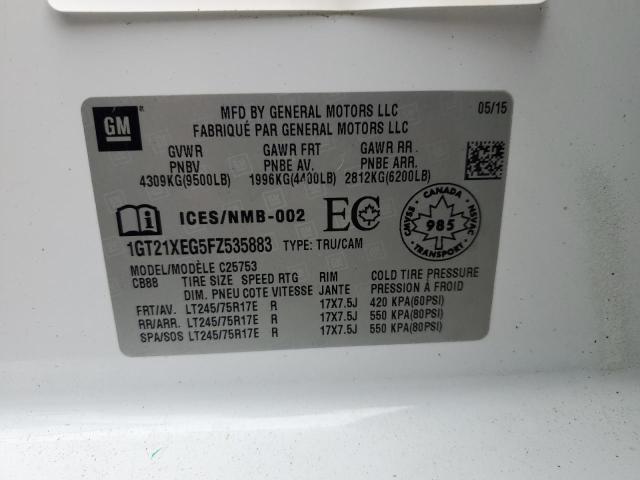 GM
MFD BY GENERAL MOTORS LLC 05/15
FABRIQUÉ PAR GENERAL MOTORS LLC
GVWR GAWR FRT GAWR RR
PNBV PNBE AV. PNBE ARR.
4309KG(9500LB) 1996KG(4400LB) 2812KG(6200LB)
ICES/NMB-002 EC
CANADA
CMVSS 985 NSVAC
TRANSPORT
1GT21XEG5FZ535883 TYPE: TRU/CAM
MODEL/MODÈLE C25753
CB88 TIRE SIZE SPEED RTG RIM COLD TIRE PRESSURE
DIM. PNEU COTE VITESSE JANTE PRESSION À FROID
FRT/AV. LT245/75R17E R 17X7.5J 420 KPA(60PSI)
RR/ARR. LT245/75R17E R 17X7.5J 550 KPA(80PSI)
SPA/SOS LT245/75R17E R 17X7.5J 550 KPA(80PSI)